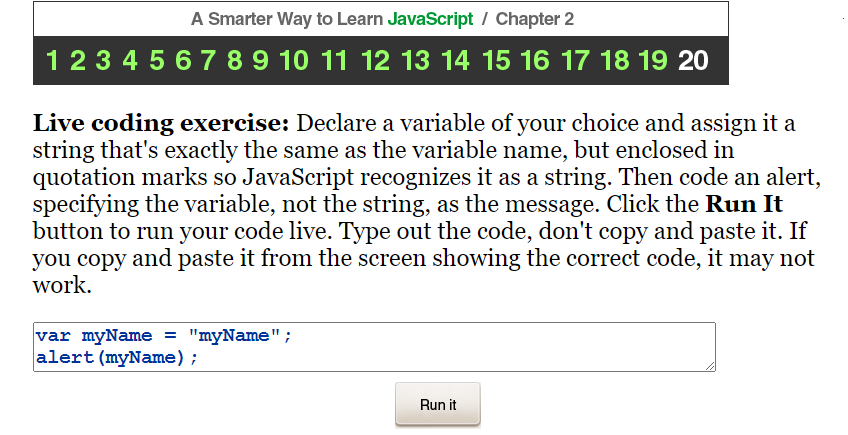 A Smarter Way to Learn JavaScript / Chapter 2
1 2 3 4 5 6 7 8 9 10 11 12 13 14 15 16 17 18 19 20
Live coding exercise: Declare a variable of your choice and assign it a
string that's exactly the same as the variable name, but enclosed in
quotation marks so JavaScript recognizes it as a string. Then code an alert,
specifying the variable, not the string, as the message. Click the Run It
button to run your code live. Type out the code, don't copy and paste it. If
you copy and paste it from the screen showing the correct code, it may not
work.
var myName = "myName";
alert(myName);
Run it